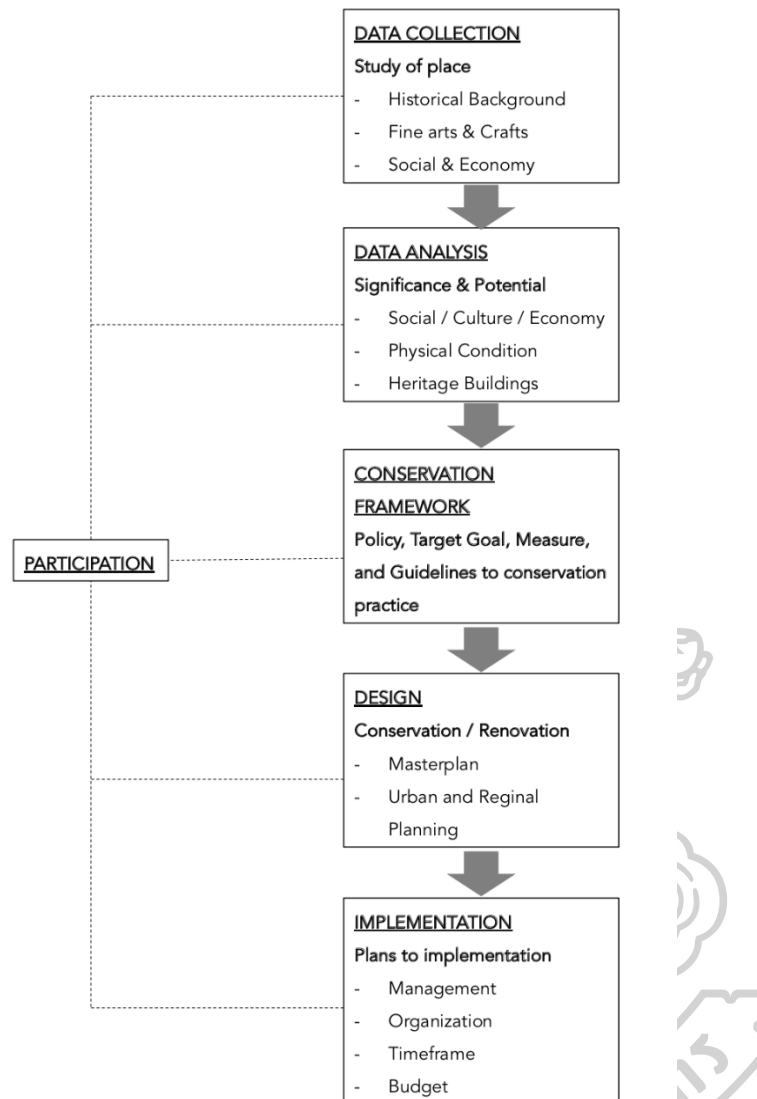 DATA COLLECTION
Study of place
- Historical Background
- Fine arts & Crafts
- Social & Economy
DATA ANALYSIS
Significance & Potential
- Social / Culture / Economy
- Physical Condition
- Heritage Buildings
CONSERVATION
FRAMEWORK
Policy, Target Goal, Measure,
and Guidelines to conservation
practice
PARTICIPATION
DESIGN
Conservation / Renovation
- Masterplan
- Urban and Reginal
Planning
IMPLEMENTATION
Plans to implementation
- Management
- Organization
- Timeframe
- Budget